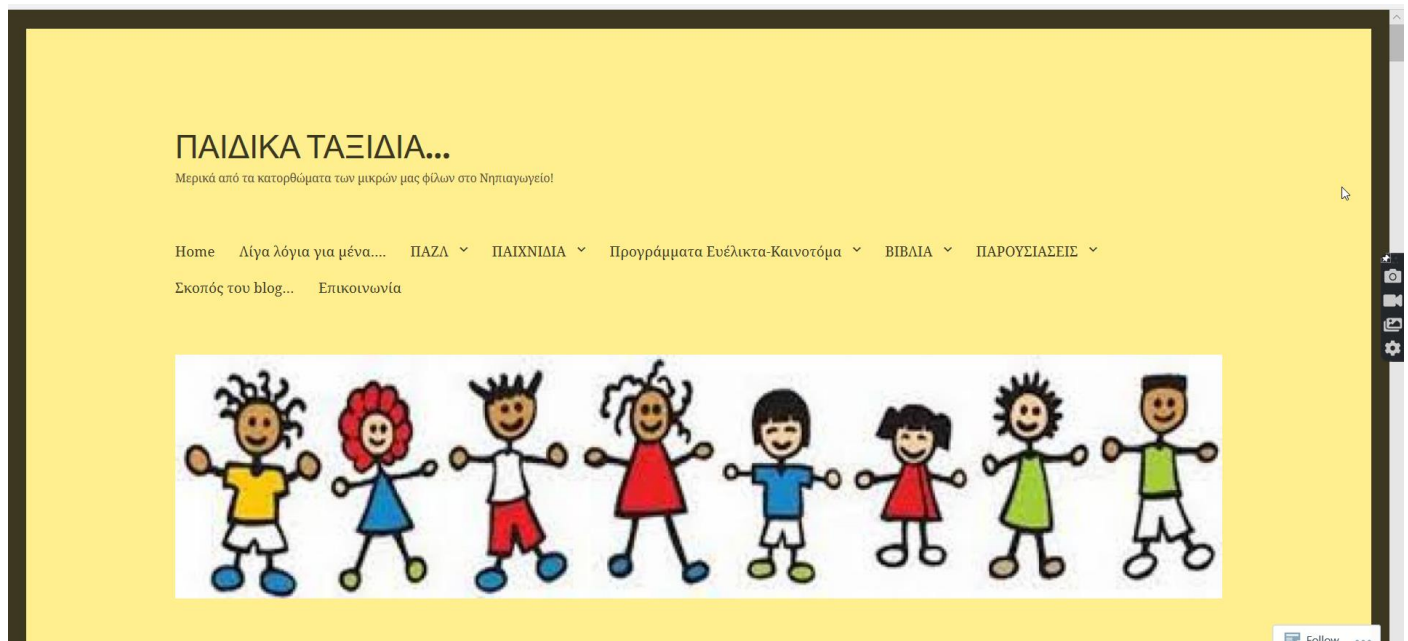 ΠΑΙΔΙΚΑ ΤΑΞΙΔΙΑ...
Μερικά από τα κατορθώματα των μικρών μας φίλων στο Νηπιαγωγείο!
Home Λίγα λόγια για μένα.... ΠΑΖΛ ΠΑΙΧΝΙΔΙΑ Προγράμματα Ευέλικτα-Καινοτόμα ΒΙΒΛΙΑ ΠΑΡΟΥΣΙΑΣΕΙΣ
Σκοπός του blog... Επικοινωνία
Follow